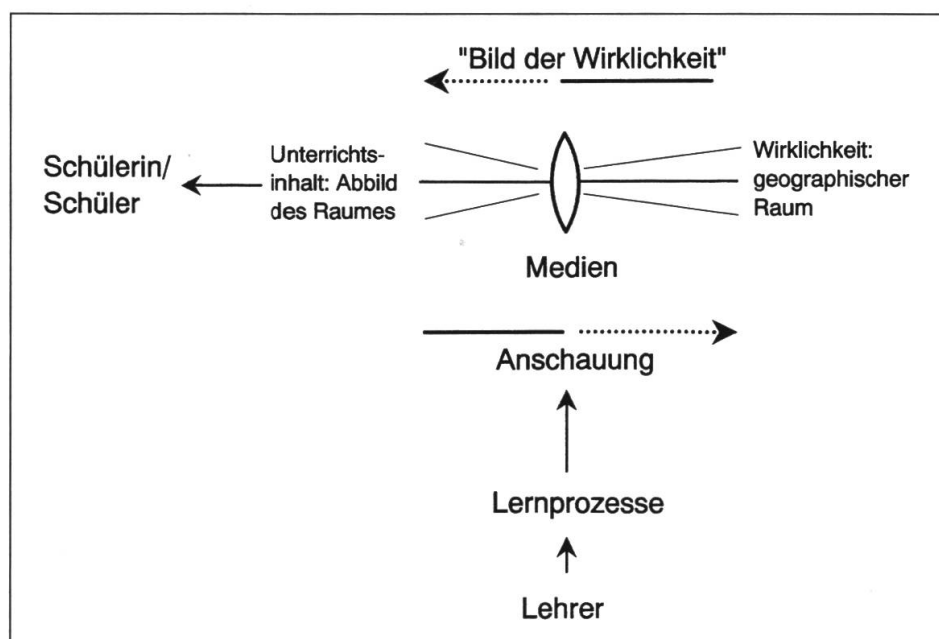 "Bild der Wirklichkeit"
Schülerin/
Schüler
Unterrichts-
inhalt: Abbild
des Raumes
Wirklichkeit:
geographischer
Raum
Medien
Anschauung
Lernprozesse
Lehrer